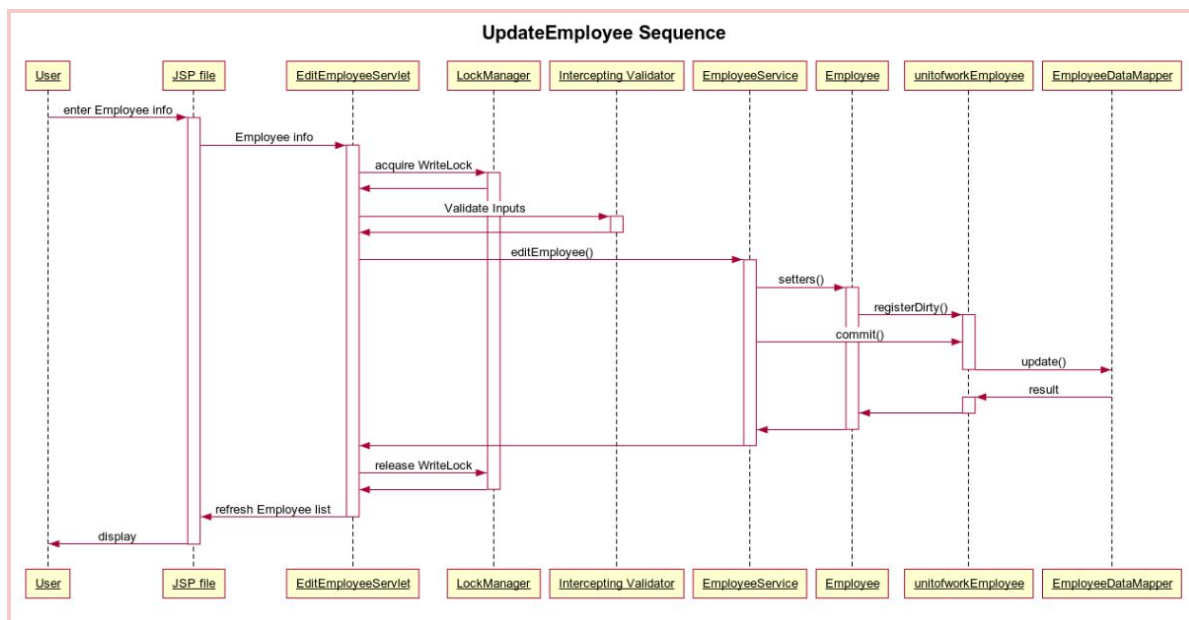 UpdateEmployee Sequence
User
JSP file
EditEmployeeServlet
LockManager
Intercepting Validator
EmployeeService
Employee
unitofworkEmployee
EmployeeDataMapper
enter Employee info
Employee info
acquire WriteLock
Validate Inputs
editEmployee()
setters()
registerDirty()
commit()
update()
result
release WriteLock
refresh Employee list
display
User
JSP file
EditEmployeeServlet
LockManager
Intercepting Validator
EmployeeService
Employee
unitofworkEmployee
EmployeeDataMapper